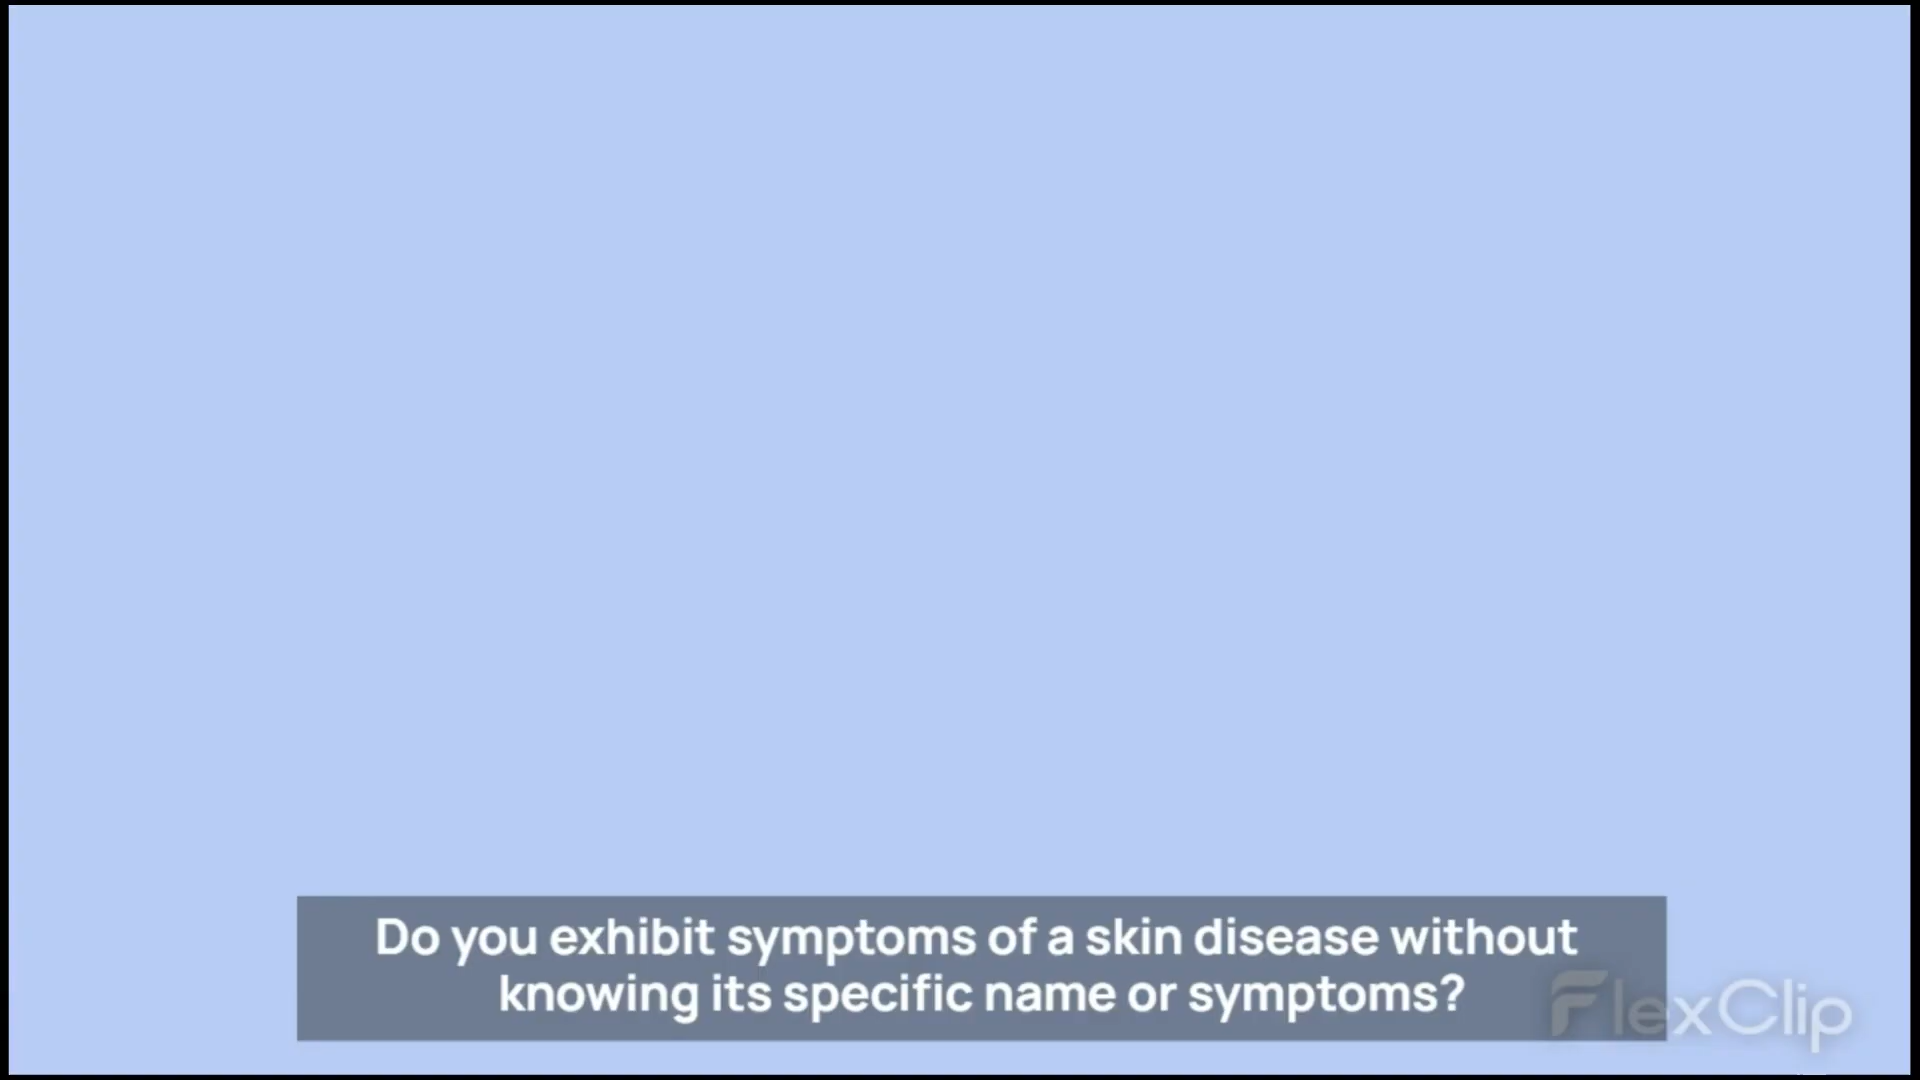 Do you exhibit symptoms of a skin disease without
knowing its specific name or symptoms?
FlexClip